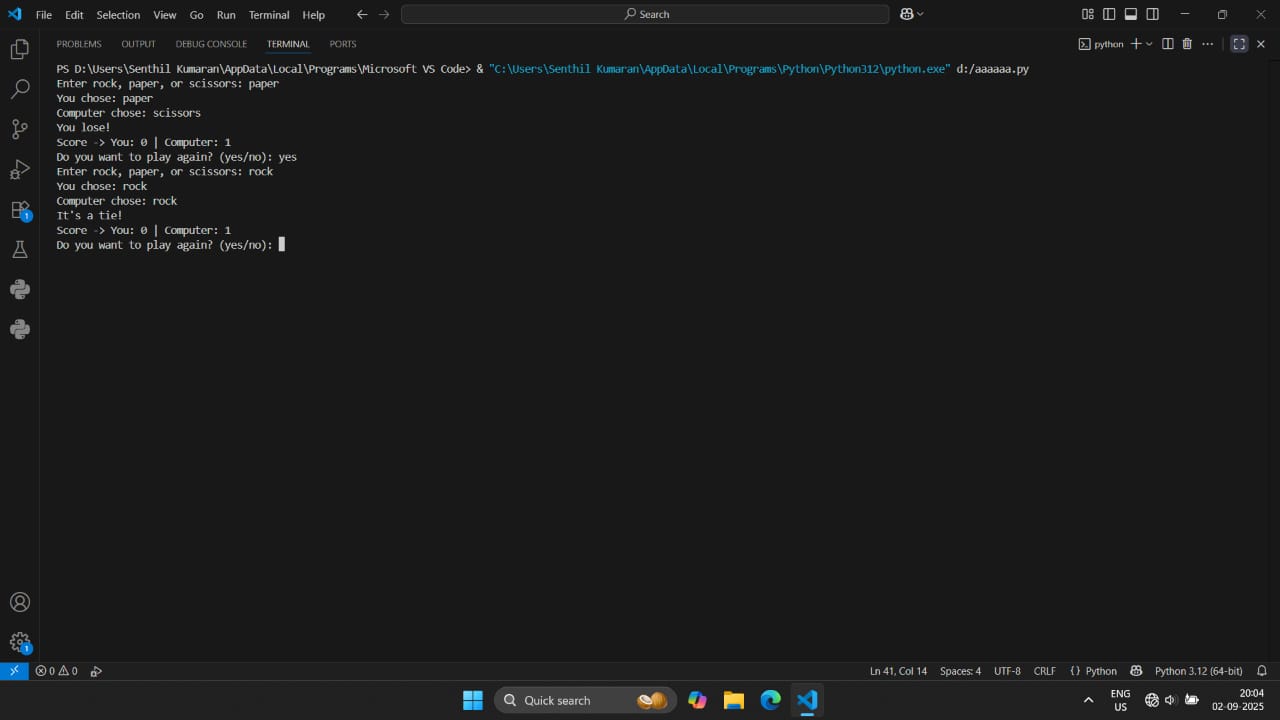 File Edit Selection View Go Run Terminal Help Search
PROBLEMS OUTPUT DEBUG CONSOLE TERMINAL PORTS python
PS D:\Users\Senthil Kumaran\AppData\Local\Programs\Microsoft VS Code> & "C:\Users\Senthil Kumaran\AppData\Local\Programs\Python\Python312\python.exe" d:/aaaaaa.py
Enter rock, paper, or scissors: paper
You chose: paper
Computer chose: scissors
You lose!
Score -> You: 0 | Computer: 1
Do you want to play again? (yes/no): yes
Enter rock, paper, or scissors: rock
You chose: rock
Computer chose: rock
It's a tie!
Score -> You: 0 | Computer: 1
Do you want to play again? (yes/no):
1
1
0 0 Ln 41, Col 14 Spaces: 4 UTF-8 CRLF {} Python Python 3.12 (64-bit)
Quick search ENG US 20:04 02-09-2025